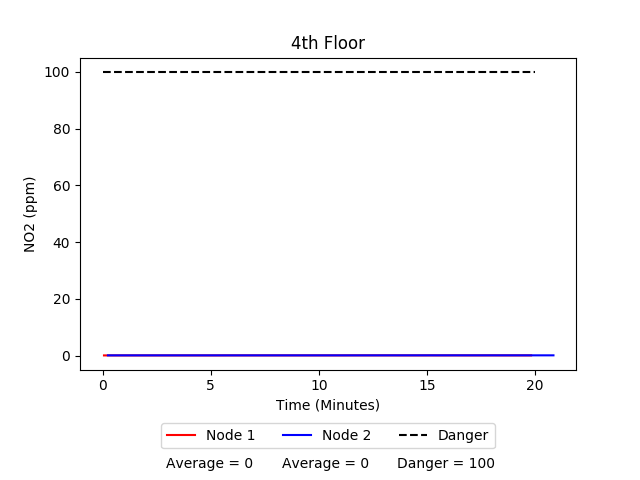 4th Floor
NO2 (ppm)
100
80
60
40
20
0
0 5 10 15 20
Time (Minutes)
Node 1 Node 2 Danger
Average = 0 Average = 0 Danger = 100